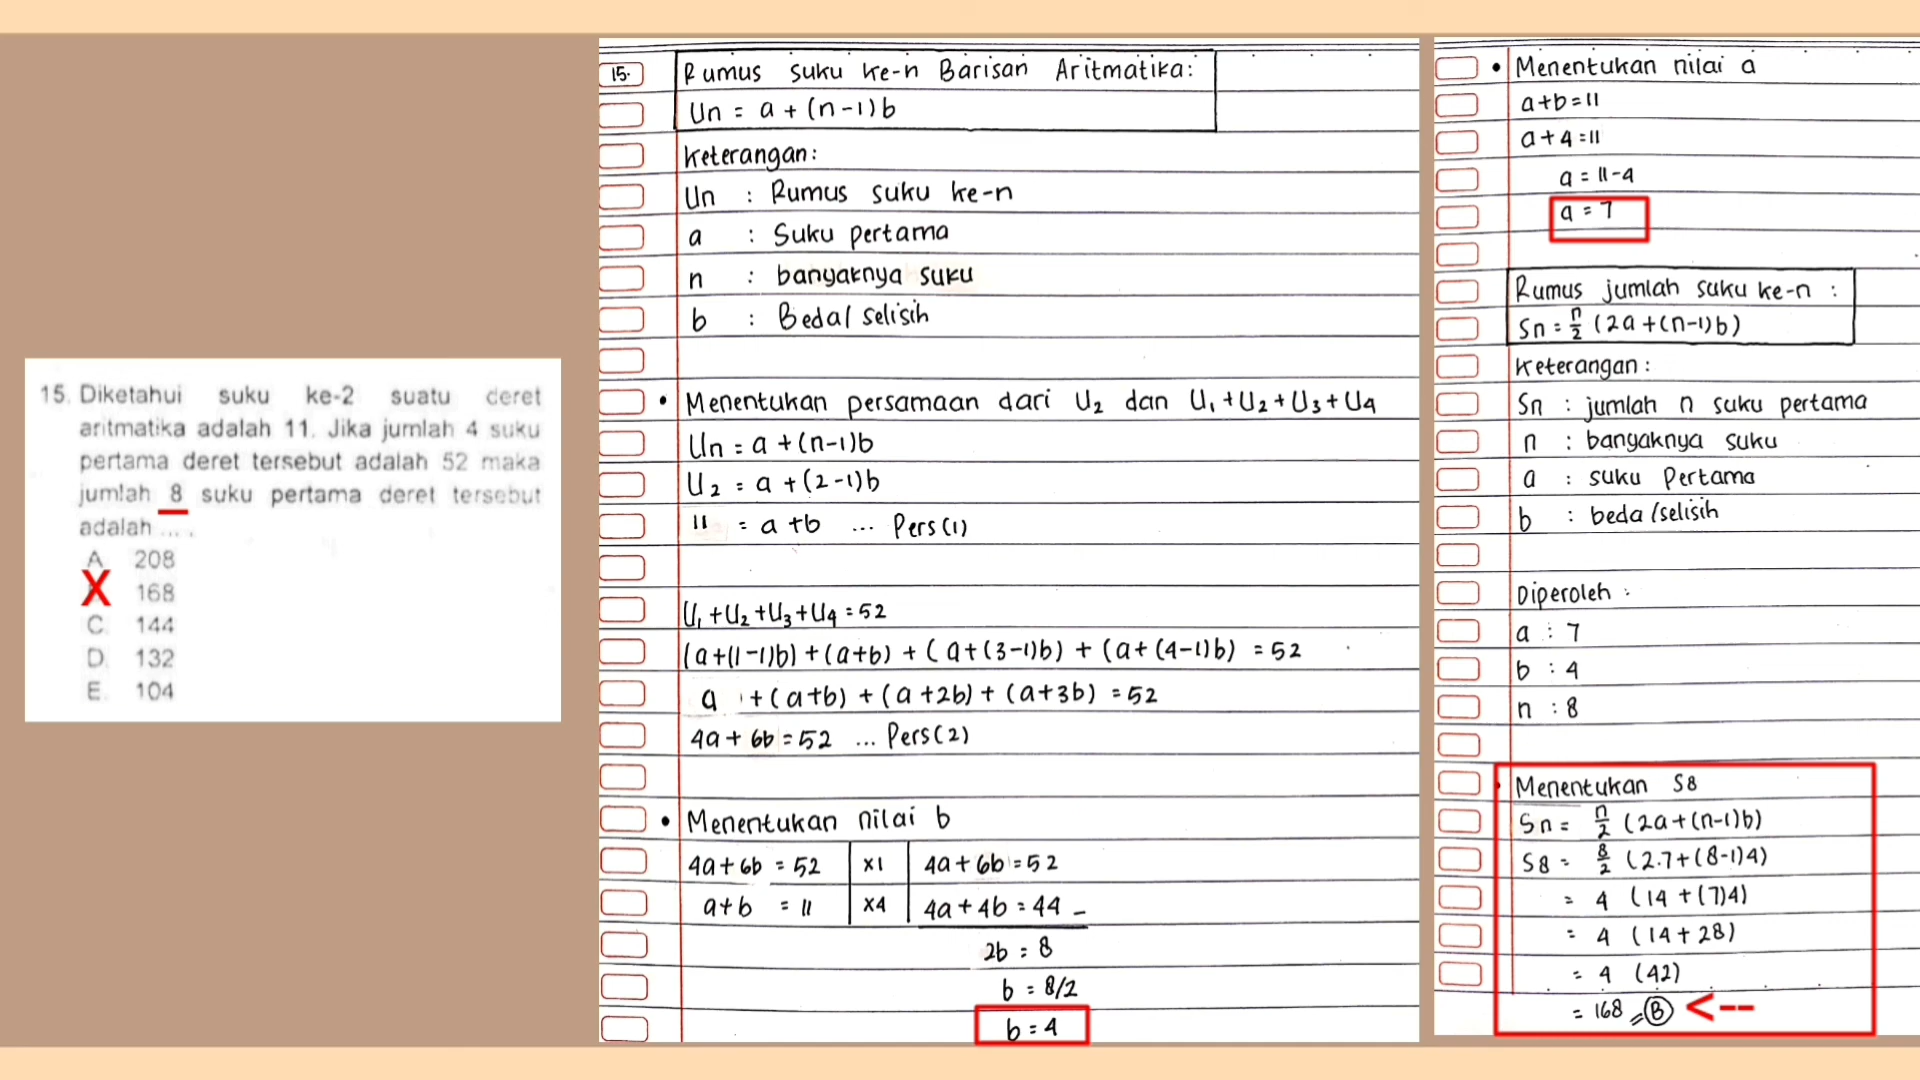 15. Diketahui suku ke-2 suatu deret
aritmatika adalah 11. Jika jumlah 4 suku
pertama deret tersebut adalah 52 maka
jumlah 8 suku pertama deret tersebut
adalah ....
A 208
X 168
C. 144
D. 132
E. 104
15. Rumus suku ke-n Barisan Aritmatika:
Un = a + (n-1)b
Keterangan:
Un : Rumus suku ke-n
a : Suku pertama
n : banyaknya suku
b : Beda/ selisih
• Menentukan persamaan dari U₂ dan U₁+U₂+U₃+U₄
Un = a + (n-1)b
U₂ = a + (2-1)b
11 = a+b ... Pers(1)
U₁+U₂+U₃+U₄ = 52
(a+(1-1)b) + (a+b) + (a+(3-1)b) + (a+(4-1)b) = 52
a + (a+b) + (a+2b) + (a+3b) = 52
4a + 6b = 52 ... Pers(2)
• Menentukan nilai b
4a+6b = 52 | x1 | 4a+6b = 52
a+b = 11 | x4 | 4a+4b = 44 -
2b = 8
b = 8/2
b = 4
• Menentukan nilai a
a+b = 11
a+4 = 11
a = 11-4
a = 7
Rumus jumlah suku ke-n :
Sn = n/2 (2a+(n-1)b)
Keterangan :
Sn : jumlah n suku pertama
n : banyaknya suku
a : suku Pertama
b : beda/selisih
Diperoleh :
a : 7
b : 4
n : 8
• Menentukan S8
Sn = n/2 (2a+(n-1)b)
S8 = 8/2 (2.7+(8-1)4)
= 4 (14+(7)4)
= 4 (14+28)
= 4 (42)
= 168 = B <--